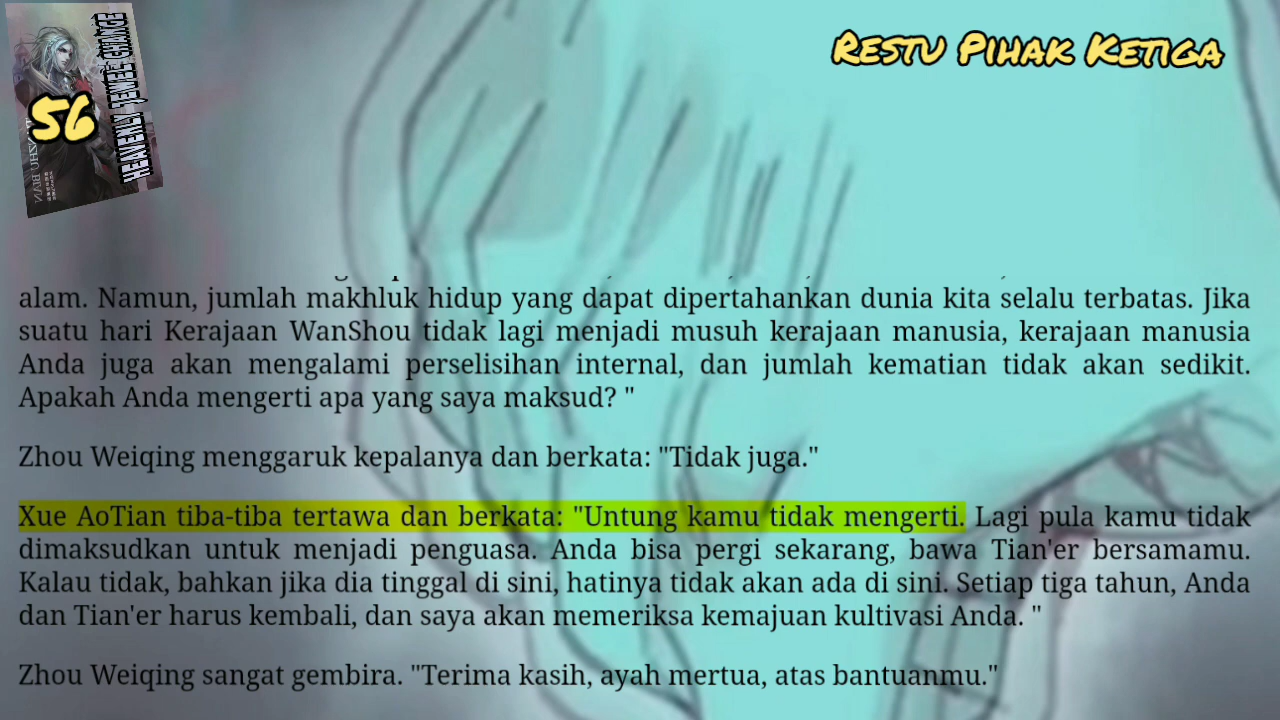 HEAVENLY JEWEL CHANGE
56
Restu Pihak Ketiga
alam. Namun, jumlah makhluk hidup yang dapat dipertahankan dunia kita selalu terbatas. Jika
suatu hari Kerajaan WanShou tidak lagi menjadi musuh kerajaan manusia, kerajaan manusia
Anda juga akan mengalami perselisihan internal, dan jumlah kematian tidak akan sedikit.
Apakah Anda mengerti apa yang saya maksud? "
Zhou Weiqing menggaruk kepalanya dan berkata: "Tidak juga."
Xue AoTian tiba-tiba tertawa dan berkata: "Untung kamu tidak mengerti. Lagi pula kamu tidak
dimaksudkan untuk menjadi penguasa. Anda bisa pergi sekarang, bawa Tian'er bersamamu.
Kalau tidak, bahkan jika dia tinggal di sini, hatinya tidak akan ada di sini. Setiap tiga tahun, Anda
dan Tian'er harus kembali, dan saya akan memeriksa kemajuan kultivasi Anda. "
Zhou Weiqing sangat gembira. "Terima kasih, ayah mertua, atas bantuanmu."